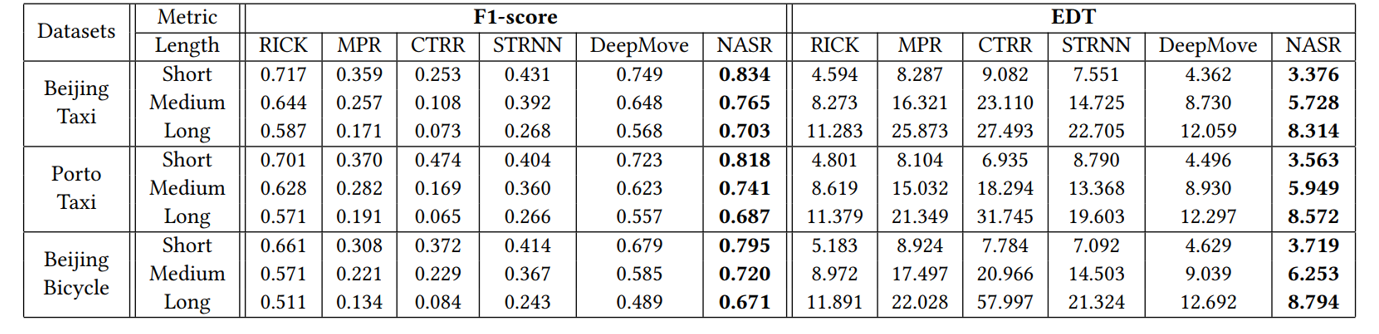 Datasets Metric F1-score EDT
Length RICK MPR CTRR STRNN DeepMove NASR RICK MPR CTRR STRNN DeepMove NASR
Beijing Taxi Short 0.717 0.359 0.253 0.431 0.749 0.834 4.594 8.287 9.082 7.551 4.362 3.376
Medium 0.644 0.257 0.108 0.392 0.648 0.765 8.273 16.321 23.110 14.725 8.730 5.728
Long 0.587 0.171 0.073 0.268 0.568 0.703 11.283 25.873 27.493 22.705 12.059 8.314
Porto Taxi Short 0.701 0.370 0.474 0.404 0.723 0.818 4.801 8.104 6.935 8.790 4.496 3.563
Medium 0.628 0.282 0.169 0.360 0.623 0.741 8.619 15.032 18.294 13.368 8.930 5.949
Long 0.571 0.191 0.065 0.266 0.557 0.687 11.379 21.349 31.745 19.603 12.297 8.572
Beijing Bicycle Short 0.661 0.308 0.372 0.414 0.679 0.795 5.183 8.924 7.784 7.092 4.629 3.719
Medium 0.571 0.221 0.229 0.367 0.585 0.720 8.972 17.497 20.966 14.503 9.039 6.253
Long 0.511 0.134 0.084 0.243 0.489 0.671 11.891 22.028 57.997 21.324 12.692 8.794